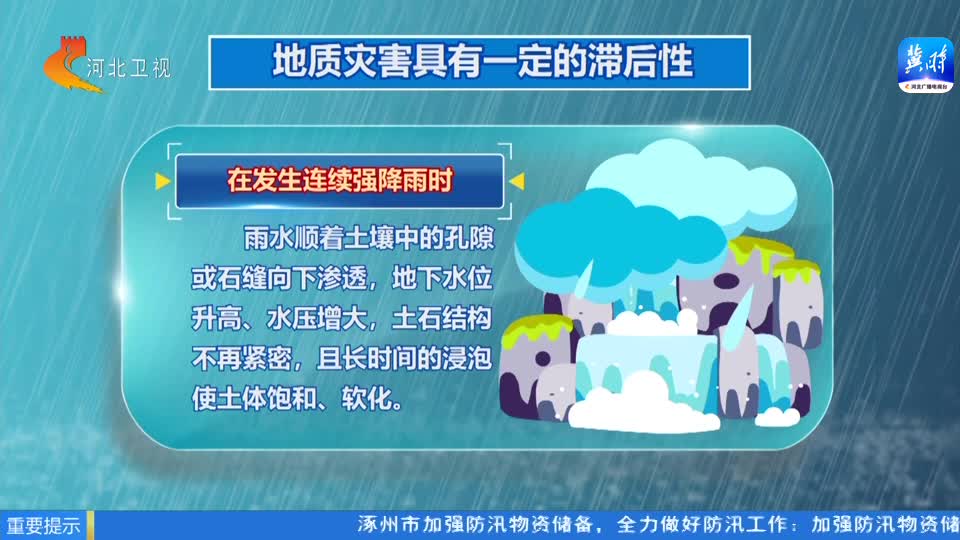 河北卫视
地质灾害具有一定的滞后性
冀时
河北广播电视台
在发生连续强降雨时
雨水顺着土壤中的孔隙
或石缝向下渗透，地下水位
升高、水压增大，土石结构
不再紧密，且长时间的浸泡
使土体饱和、软化。
重要提示
涿州市加强防汛物资储备，全力做好防汛工作：加强防汛物资储